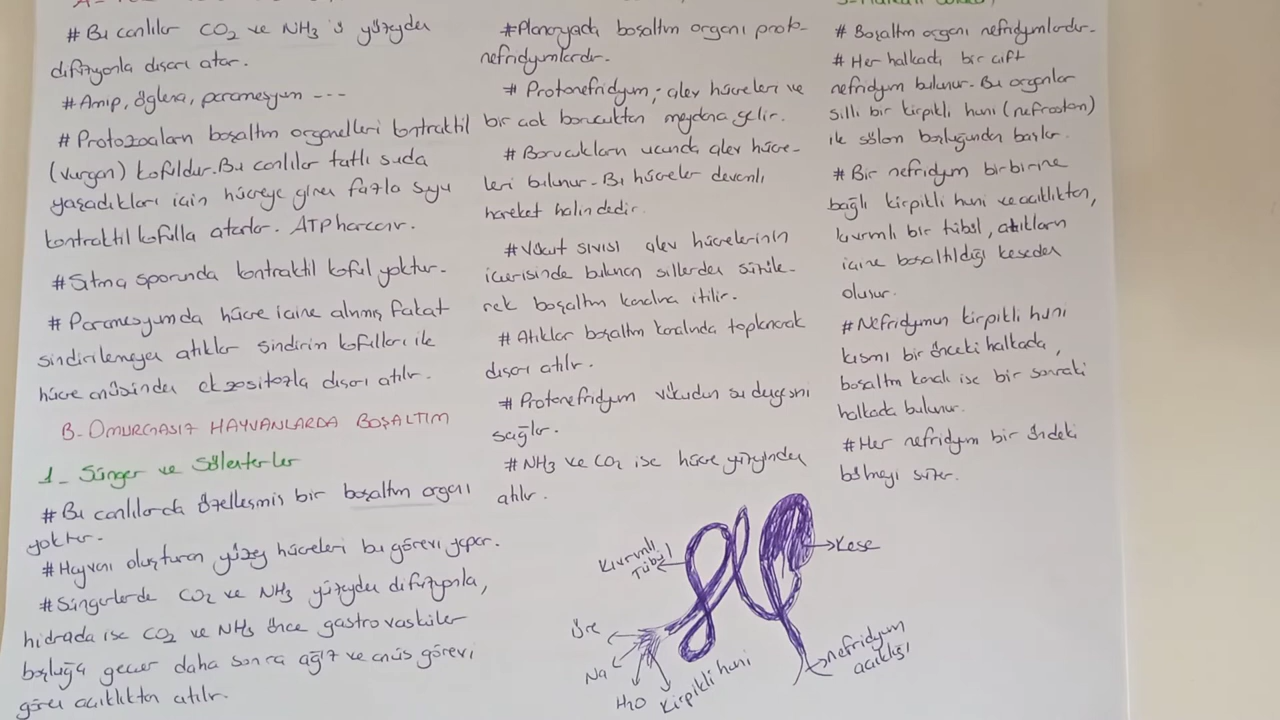 # Bu canlılar CO2 ve NH3 ü yüzeyden
difüzyonla dışarı atar.
# Amip, öglena, paramesyum ---
# Protozoaların boşaltım organelleri kontraktil
(vurgan) kofuldur. Bu canlılar tatlı suda
yaşadıkları için hücreye giren fazla suyu
kontraktil kofulla atarlar. ATP harcanır.
# Sıtma sporunda kontraktil koful yoktur.
# Paramesyumda hücre içine alınmış fakat
sindirilemeyen atıklar sindirim kofulları ile
hücre anüsünden ekzositozla dışarı atılır.
B- OMURGASIZ HAYVANLARDA BOŞALTIM
1- Sünger ve Sölenterler
# Bu canlılarda özelleşmiş bir boşaltım organı
yoktur.
# Hayvanı oluşturan yüzey hücreleri bu görevi yapar.
# Süngerlerde CO2 ve NH3 yüzeyden difüzyonla,
hidrada ise CO2 ve NH3 önce gastrovasküler
boşluğa geçer daha sonra ağız ve anüs görevi
gören açıklıktan atılır.
# Planaryada boşaltım organı proto-
nefridyumlardır.
# Protonefridyum; alev hücreleri ve
bir çok borucuktan meydana gelir.
# Borucukların ucunda alev hücre-
leri bulunur. Bu hücreler devamlı
hareket halindedir.
# Vücut sıvısı alev hücrelerinin
içerisinde bulunan sillerden sürüle-
rek boşaltım kanalına itilir.
# Atıklar boşaltım kanalında toplanarak
dışarı atılır.
# Protonefridyum vücudun su dengesini
sağlar.
# NH3 ve CO2 ise hücre yüzeyinden
atılır.
# Boşaltım organı nefridyumlardır.
# Her halkada bir çift
nefridyum bulunur. Bu organlar
silli bir kirpikli huni (nefrostom)
ile sölom boşluğundan başlar.
# Bir nefridyum birbirine
bağlı kirpikli huni ve açıklıktan,
kıvrımlı bir tübül, atıkların
içine boşaltıldığı keseden
oluşur.
# Nefridyumun kirpikli huni
kısmı bir önceki halkada,
boşaltım kanalı ise bir sonraki
halkada bulunur.
# Her nefridyum bir öndeki
bölmeyi süzer.
Kıvrımlı
Tübül
Kese
Üre
Na
H2O
Kirpikli huni
nefridyum
açıklığı